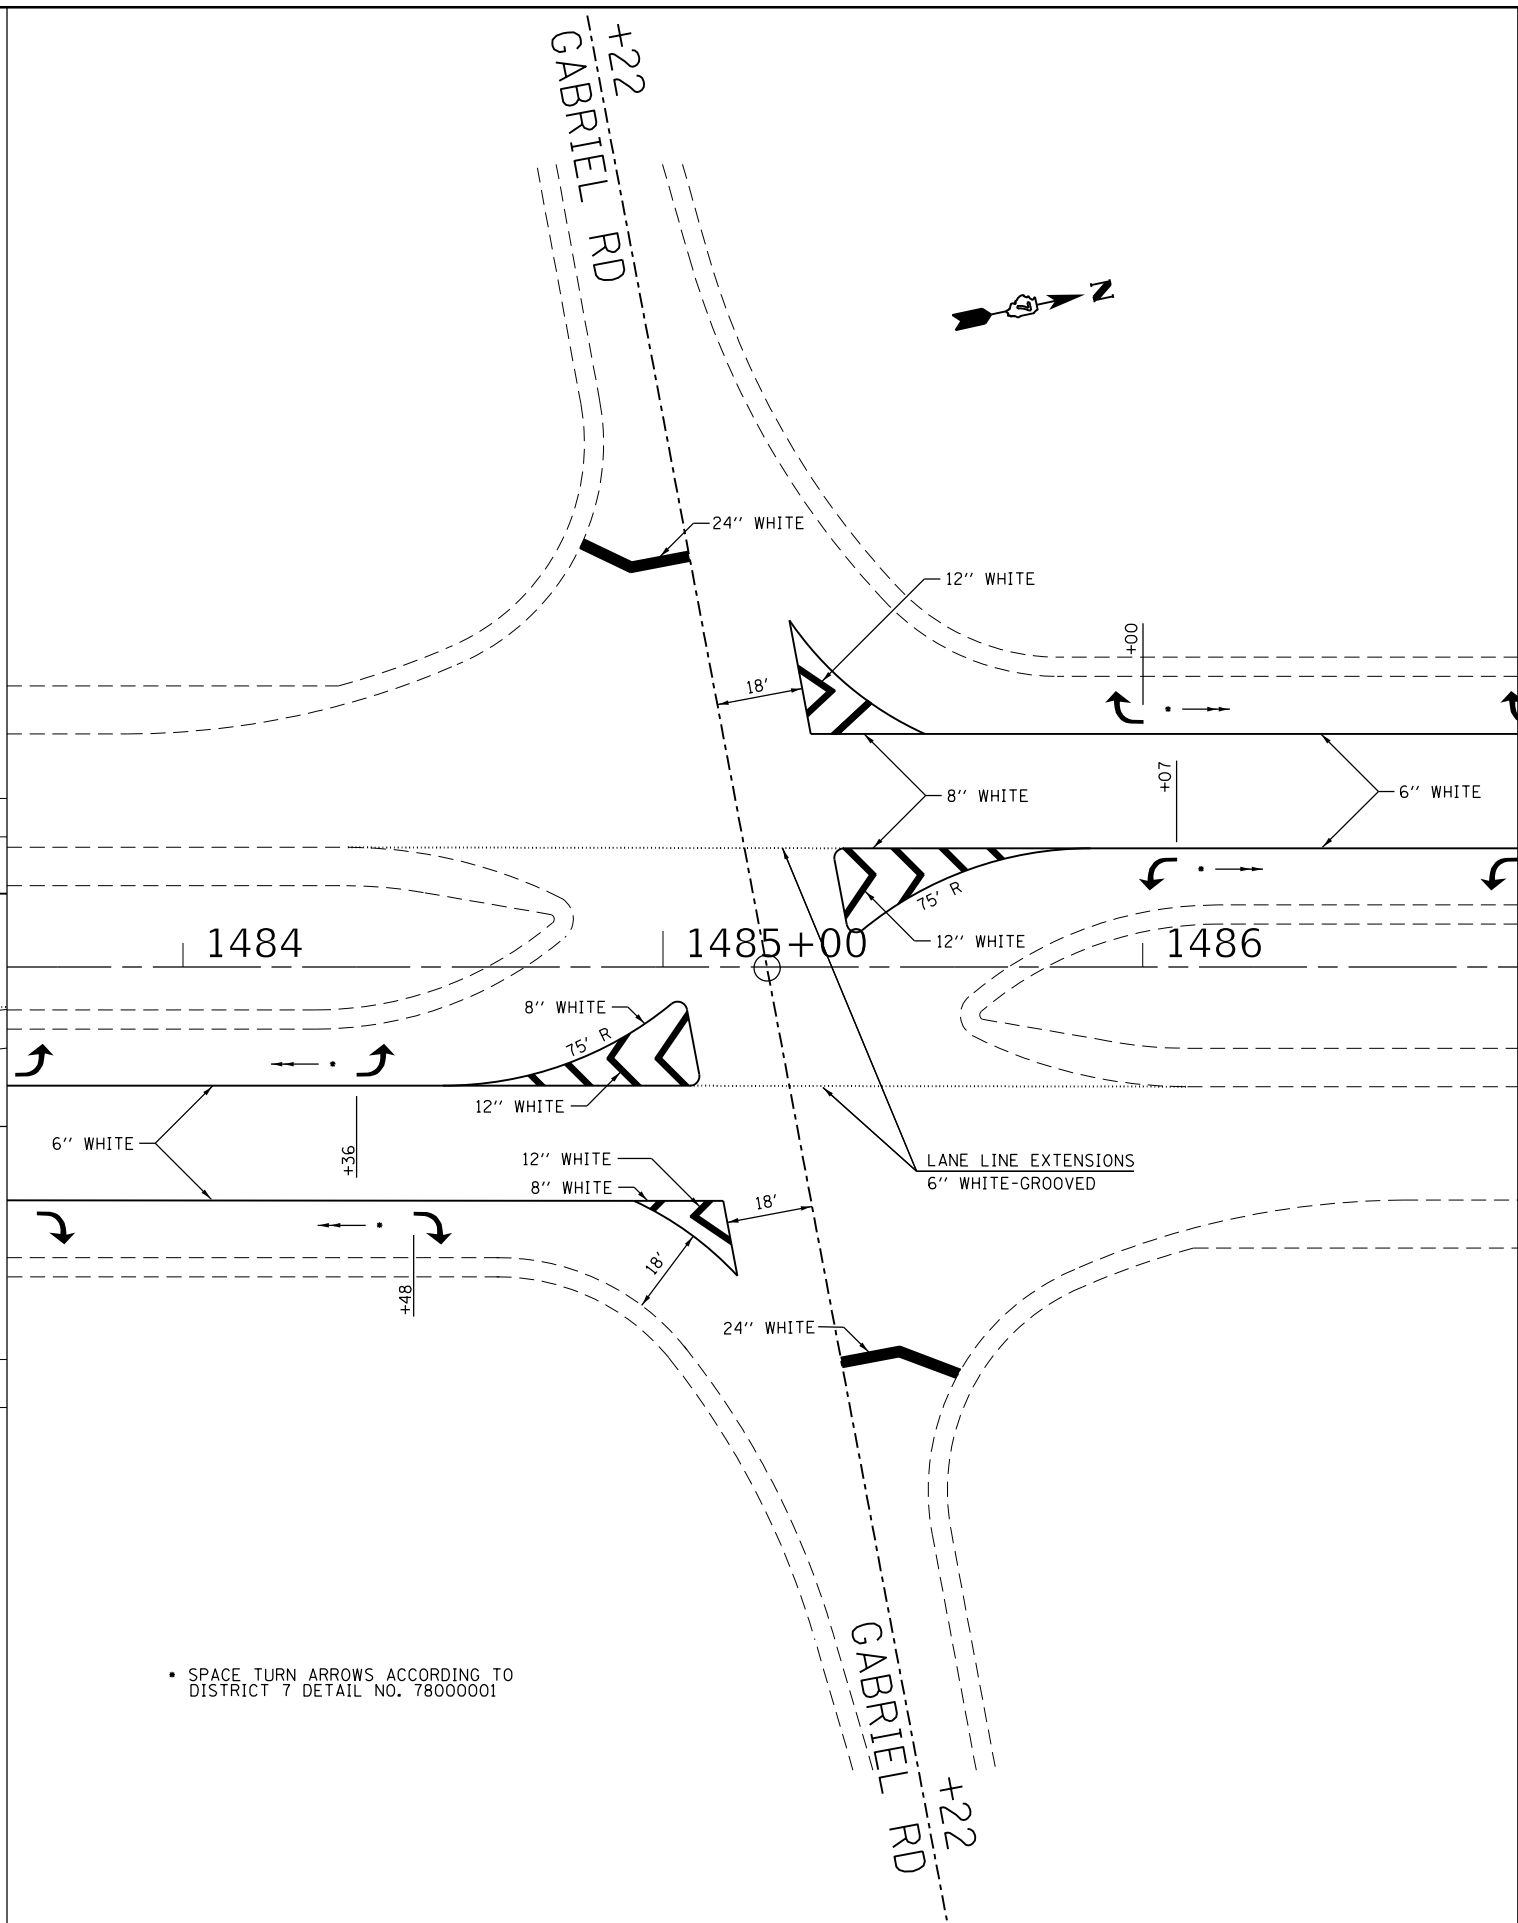 +22
GABRIEL RD
N
24" WHITE
12" WHITE
+00
18'
+07
8" WHITE
6" WHITE
75' R
12" WHITE
1484
1485+00
1486
8" WHITE
75' R
12" WHITE
6" WHITE
+36
12" WHITE
8" WHITE
18'
LANE LINE EXTENSIONS
6" WHITE-GROOVED
18'
+48
24" WHITE
* SPACE TURN ARROWS ACCORDING TO
DISTRICT 7 DETAIL NO. 78000001
GABRIEL RD
+22